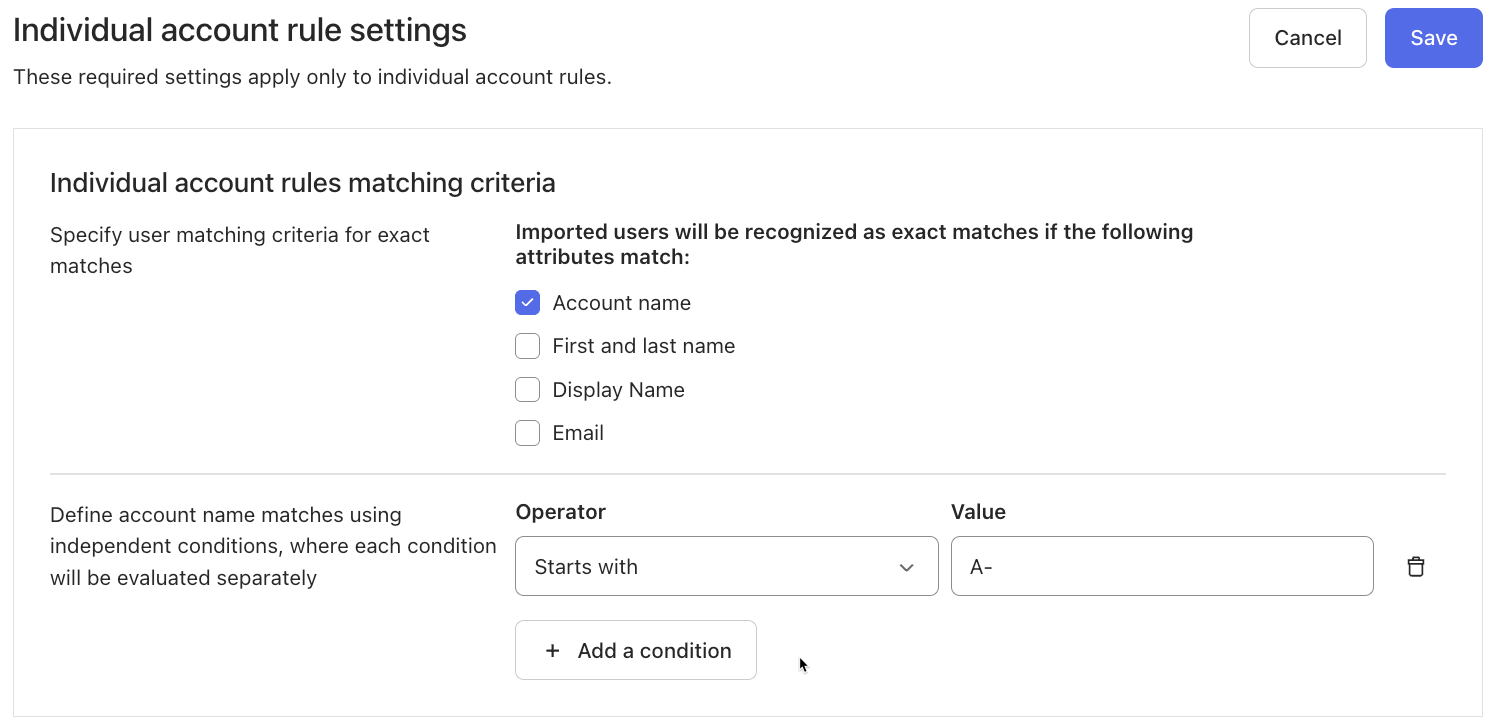 Individual account rule settings
Cancel
Save
These required settings apply only to individual account rules.
Individual account rules matching criteria
Specify user matching criteria for exact
matches
Imported users will be recognized as exact matches if the following
attributes match:
Account name
First and last name
Display Name
Email
Define account name matches using
independent conditions, where each condition
will be evaluated separately
Operator
Value
Starts with
A-
+ Add a condition